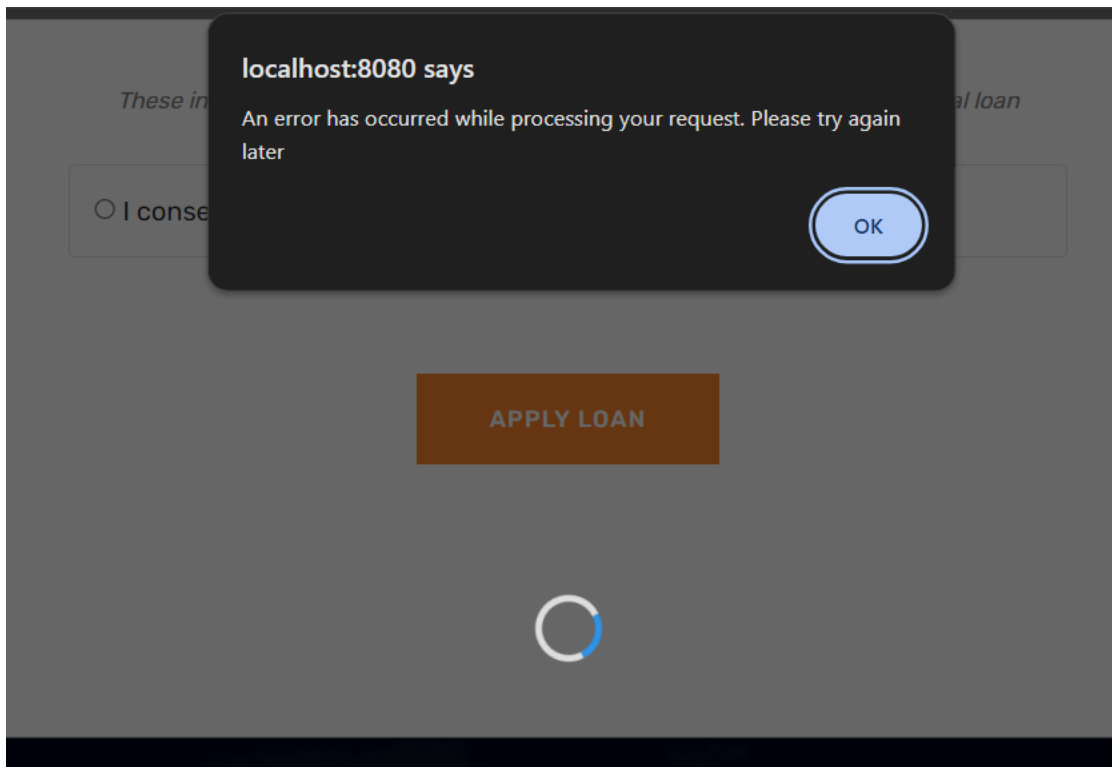 localhost:8080 says
An error has occurred while processing your request. Please try again
later
OK
These in
al loan
I conse
APPLY LOAN